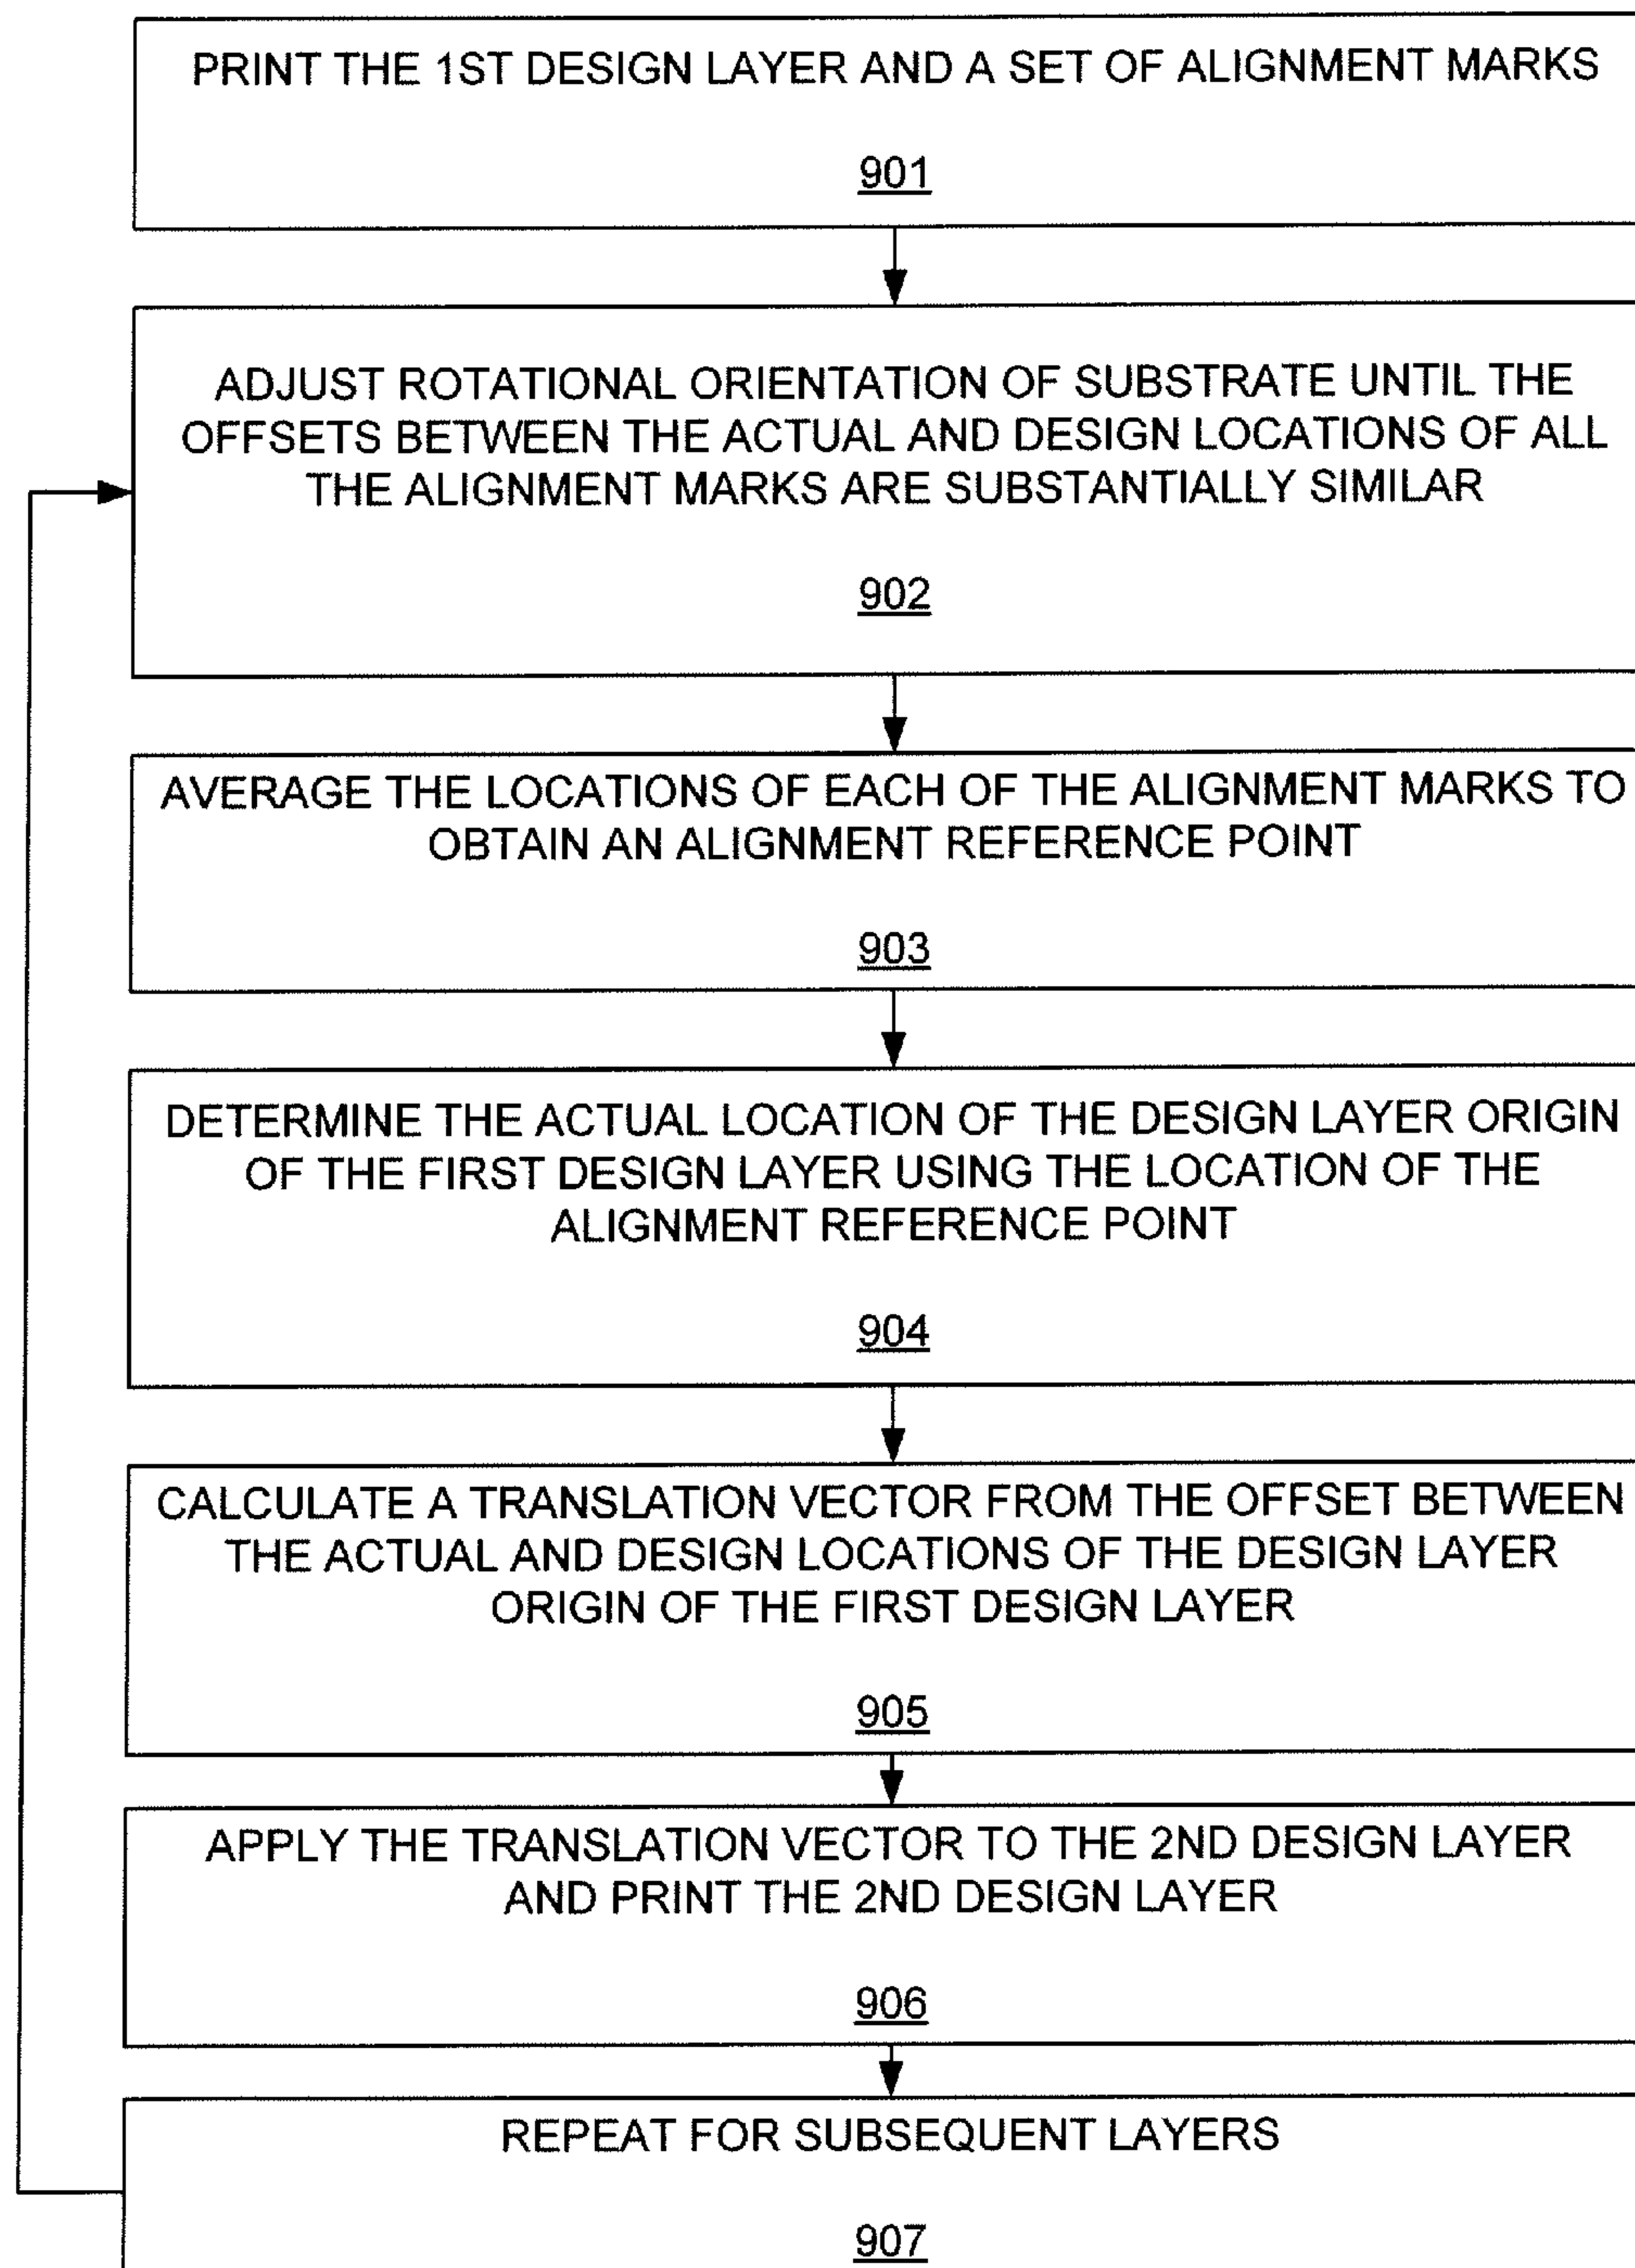 PRINT THE 1ST DESIGN LAYER AND A SET OF ALIGNMENT MARKS
901
ADJUST ROTATIONAL ORIENTATION OF SUBSTRATE UNTIL THE
OFFSETS BETWEEN THE ACTUAL AND DESIGN LOCATIONS OF ALL
THE ALIGNMENT MARKS ARE SUBSTANTIALLY SIMILAR
902
AVERAGE THE LOCATIONS OF EACH OF THE ALIGNMENT MARKS TO
OBTAIN AN ALIGNMENT REFERENCE POINT
903
DETERMINE THE ACTUAL LOCATION OF THE DESIGN LAYER ORIGIN
OF THE FIRST DESIGN LAYER USING THE LOCATION OF THE
ALIGNMENT REFERENCE POINT
904
CALCULATE A TRANSLATION VECTOR FROM THE OFFSET BETWEEN
THE ACTUAL AND DESIGN LOCATIONS OF THE DESIGN LAYER
ORIGIN OF THE FIRST DESIGN LAYER
905
APPLY THE TRANSLATION VECTOR TO THE 2ND DESIGN LAYER
AND PRINT THE 2ND DESIGN LAYER
906
REPEAT FOR SUBSEQUENT LAYERS
907